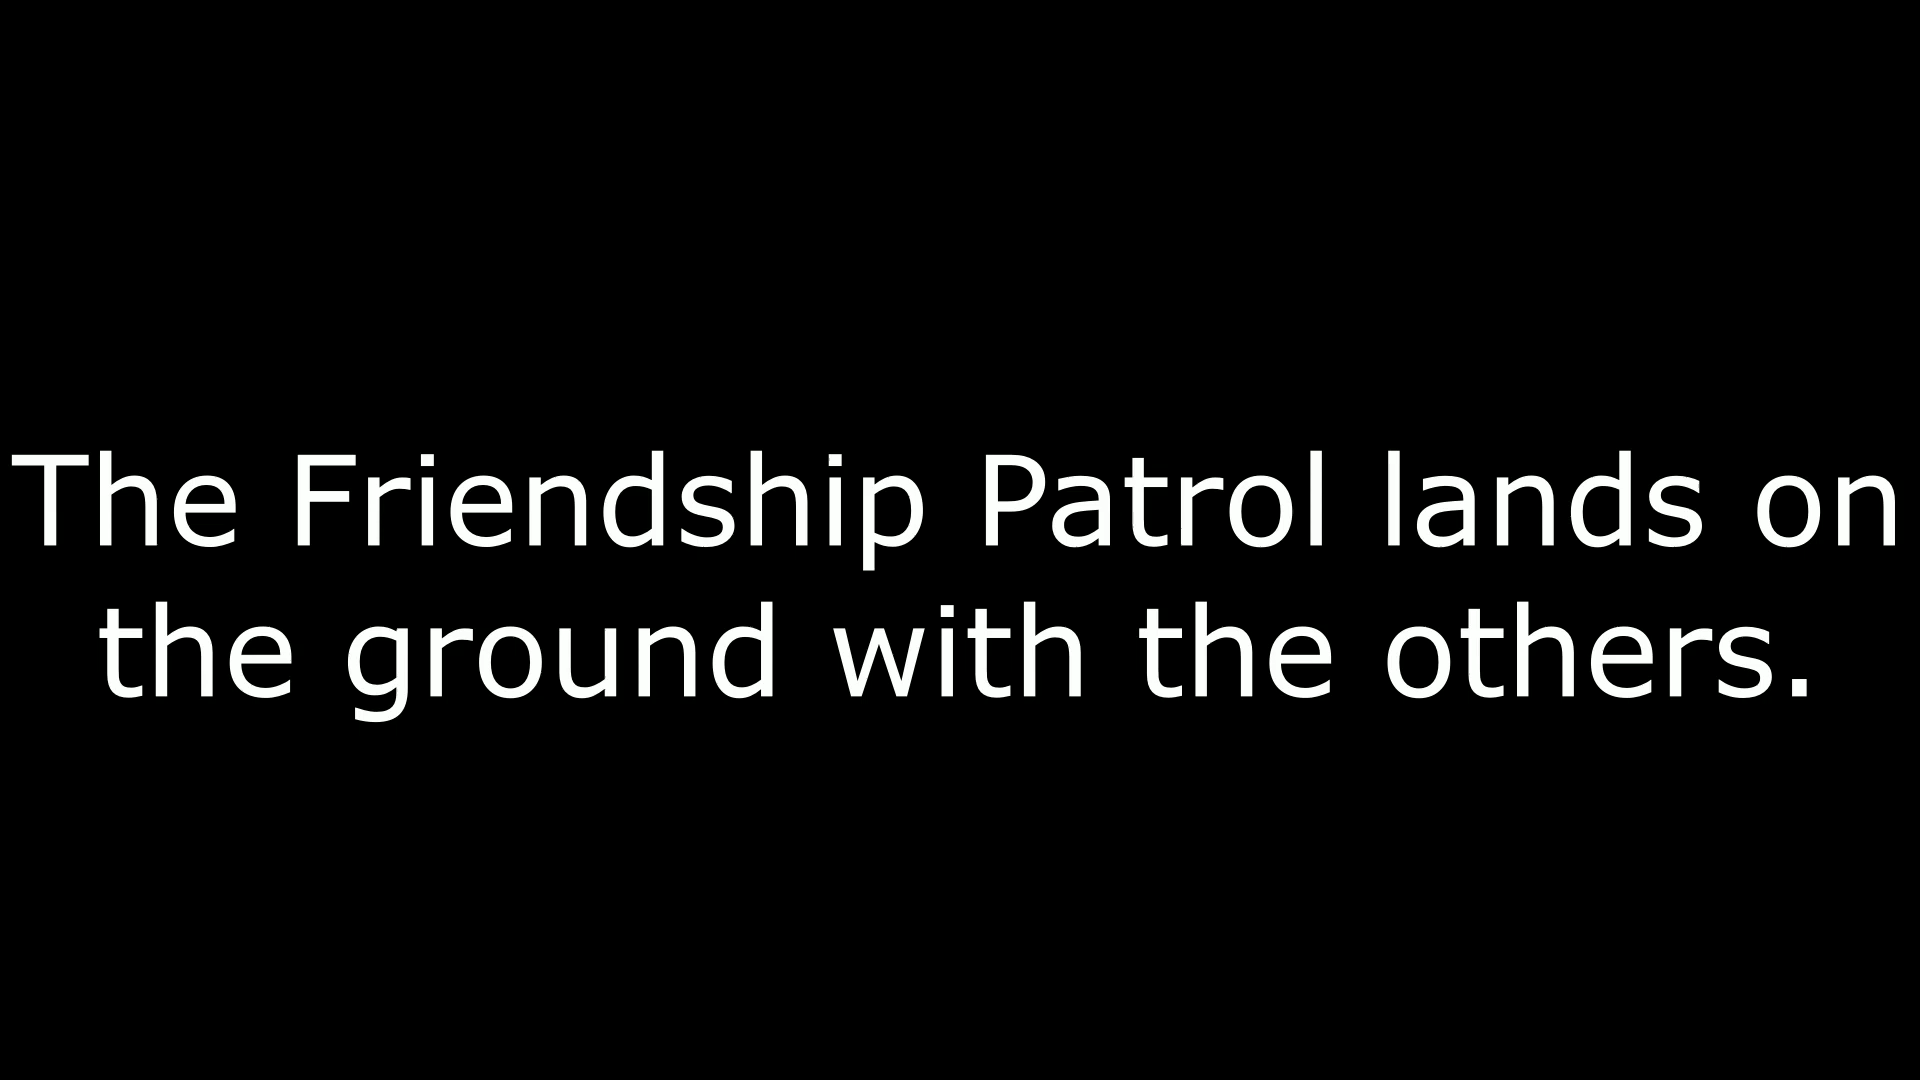 The Friendship Patrol lands on
the ground with the others.